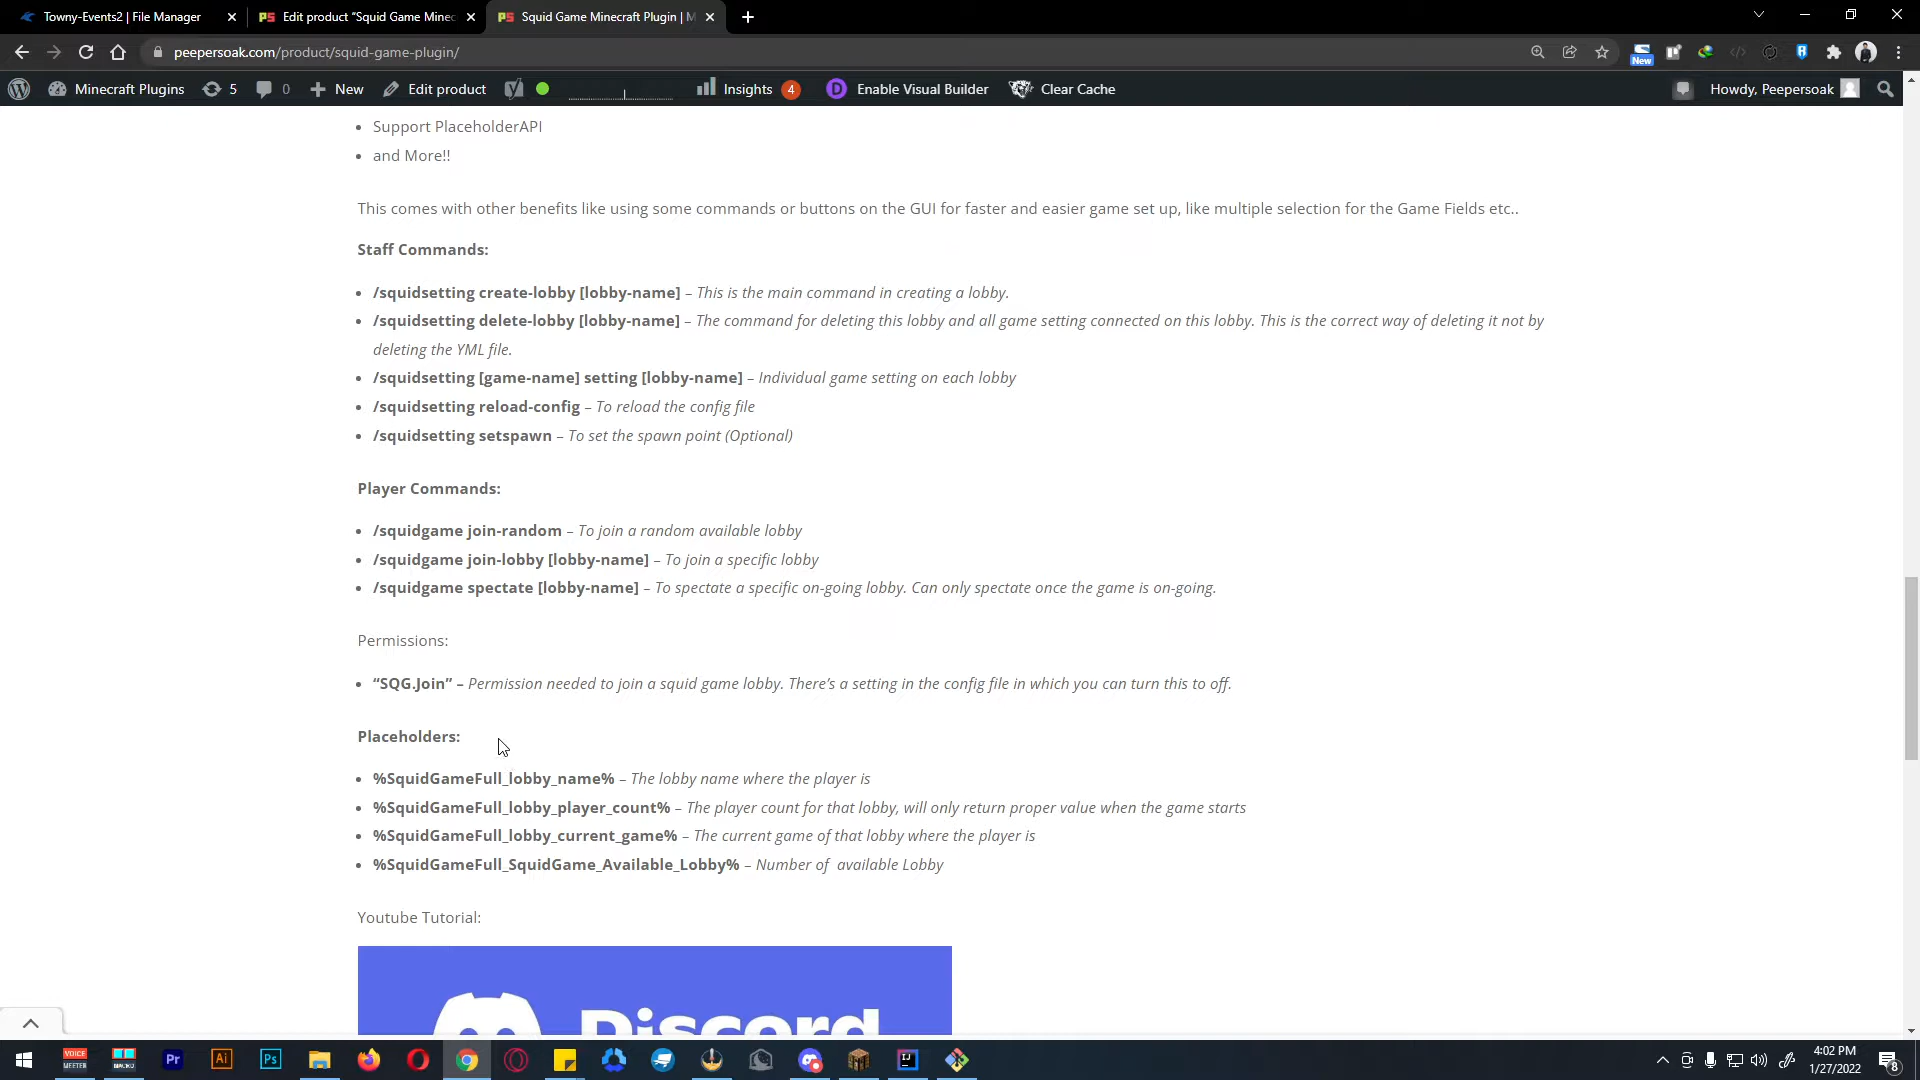 Towny-Events2 | File Manager
Edit product “Squid Game Minec
Squid Game Minecraft Plugin | M
peepersoak.com/product/squid-game-plugin/
New
Minecraft Plugins
5
0
New
Edit product
Insights 4
Enable Visual Builder
Clear Cache
Howdy, Peepersoak
Support PlaceholderAPI
and More!!
This comes with other benefits like using some commands or buttons on the GUI for faster and easier game set up, like multiple selection for the Game Fields etc..
Staff Commands:
/squidsetting create-lobby [lobby-name] – This is the main command in creating a lobby.
/squidsetting delete-lobby [lobby-name] – The command for deleting this lobby and all game setting connected on this lobby. This is the correct way of deleting it not by
deleting the YML file.
/squidsetting [game-name] setting [lobby-name] – Individual game setting on each lobby
/squidsetting reload-config – To reload the config file
/squidsetting setspawn – To set the spawn point (Optional)
Player Commands:
/squidgame join-random – To join a random available lobby
/squidgame join-lobby [lobby-name] – To join a specific lobby
/squidgame spectate [lobby-name] – To spectate a specific on-going lobby. Can only spectate once the game is on-going.
Permissions:
“SQG.Join” – Permission needed to join a squid game lobby. There’s a setting in the config file in which you can turn this to off.
Placeholders:
%SquidGameFull_lobby_name% – The lobby name where the player is
%SquidGameFull_lobby_player_count% – The player count for that lobby, will only return proper value when the game starts
%SquidGameFull_lobby_current_game% – The current game of that lobby where the player is
%SquidGameFull_SquidGame_Available_Lobby% – Number of  available Lobby
Youtube Tutorial:
Discord
VOICE
MEETER
Pr
Ai
Ps
4:02 PM
1/27/2022
8